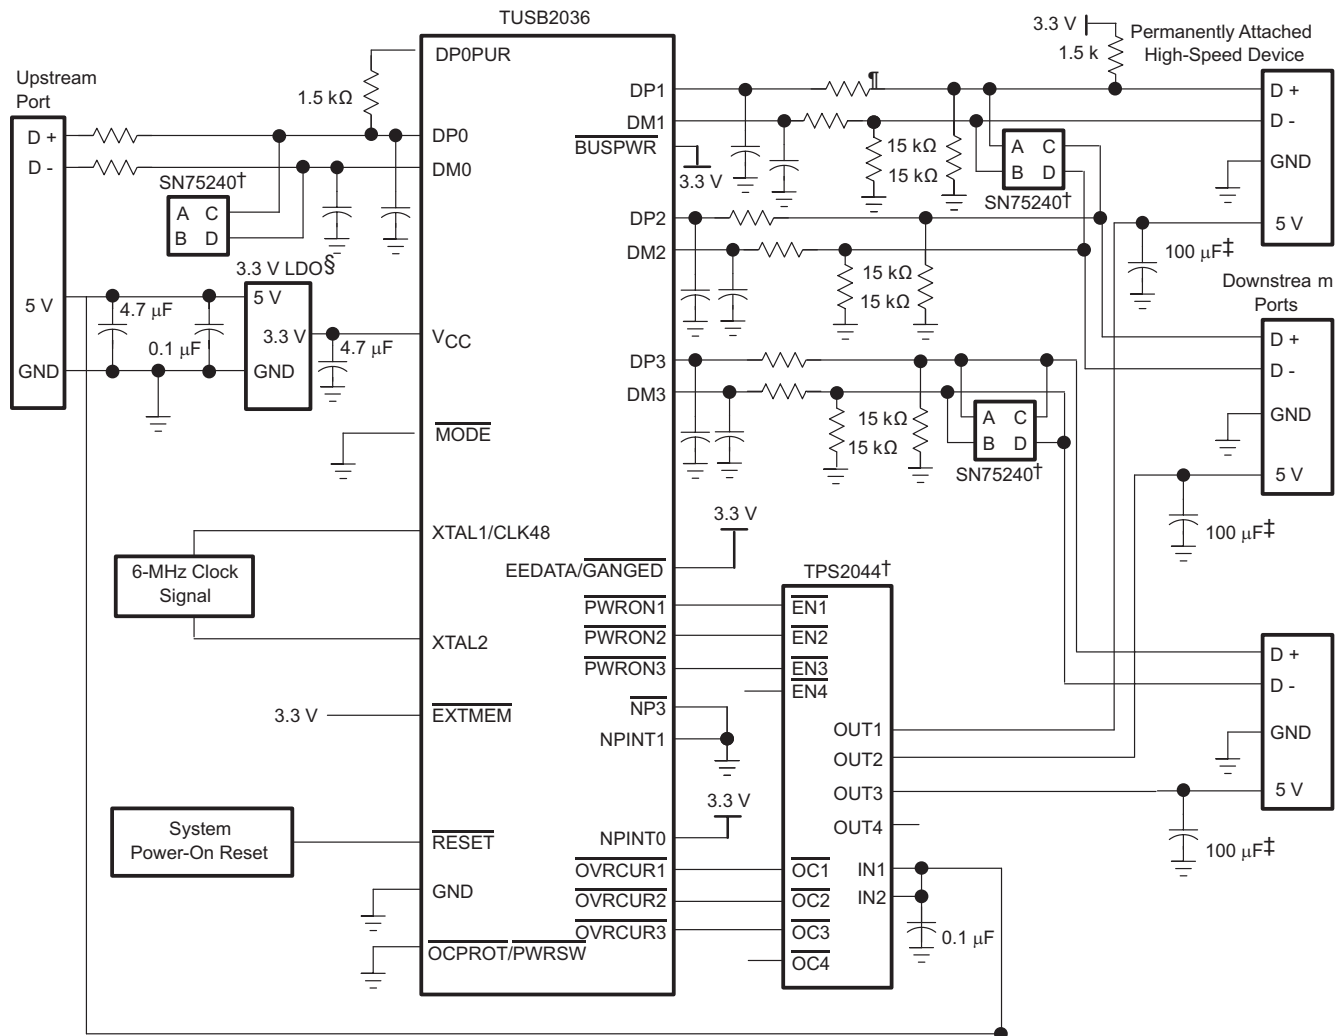 TUSB2036
3.3 V
Permanently Attached
High-Speed Device
1.5 k
Upstream
Port
DP0PUR
1.5 kΩ
DP1
¶
D +
D +
DP0
DM1
D -
BUSPWR
15 kΩ
A C
GND
D -
DM0
3.3 V
15 kΩ
B D
SN75240†
SN75240†
A C
B D
DP2
5 V
DM2
100 μF‡
3.3 V LDO§
15 kΩ
Downstrea m
Ports
5 V
4.7 μF
5 V
15 kΩ
0.1 μF
3.3 V
VCC
D +
4.7 μF
DP3
D -
GND
GND
DM3
15 kΩ
A C
GND
MODE
15 kΩ
B D
SN75240†
5 V
3.3 V
XTAL1/CLK48
100 μF‡
6-MHz Clock
Signal
EEDATA/GANGED
TPS2044†
PWRON1
EN1
XTAL2
PWRON2
EN2
D +
PWRON3
EN3
EN4
D -
3.3 V
EXTMEM
NP3
NPINT1
OUT1
GND
OUT2
3.3 V
OUT3
5 V
System
Power-On Reset
RESET
NPINT0
OUT4
100 μF‡
OVRCUR1
OC1
IN1
GND
OVRCUR2
OC2
IN2
OVRCUR3
OC3
0.1 μF
OCPROT/PWRSW
OC4